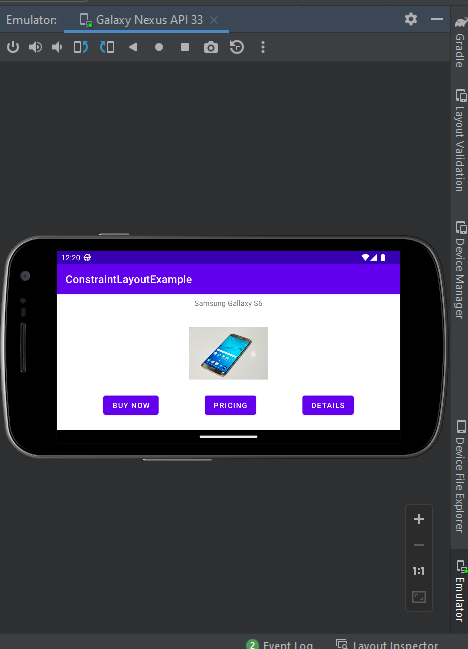 Emulator: Galaxy Nexus API 33
Gradle
Layout Validation
Device Manager
12:20
ConstraintLayoutExample
Samsung Gallaxy S6
BUY NOW PRICING DETAILS
Device File Explorer
1:1
Emulator
2 Event Log Layout Inspector